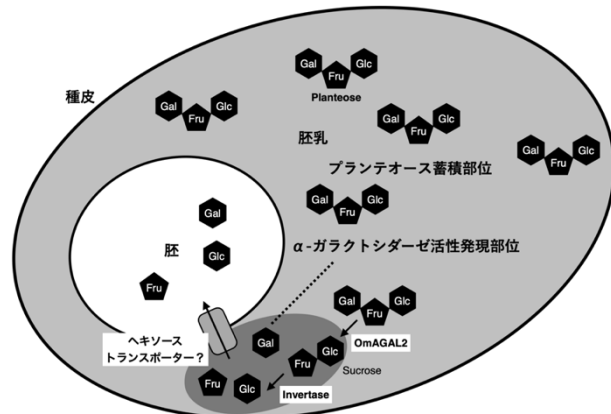 Gal Fru Glc
Planteose
種皮
Gal Fru Glc
胚乳
Gal Fru Glc
プランテオース蓄積部位
Gal Fru Glc
Gal Fru Glc
Gal
胚
Glc
α-ガラクトシダーゼ活性発現部位
Fru
Gal Fru Glc
ヘキソース
トランスポーター？
OmAGAL2
Gal
Fru Glc
Sucrose
Fru Glc
Invertase